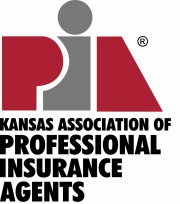 PIA®
KANSAS ASSOCIATION OF
PROFESSIONAL
INSURANCE
AGENTS